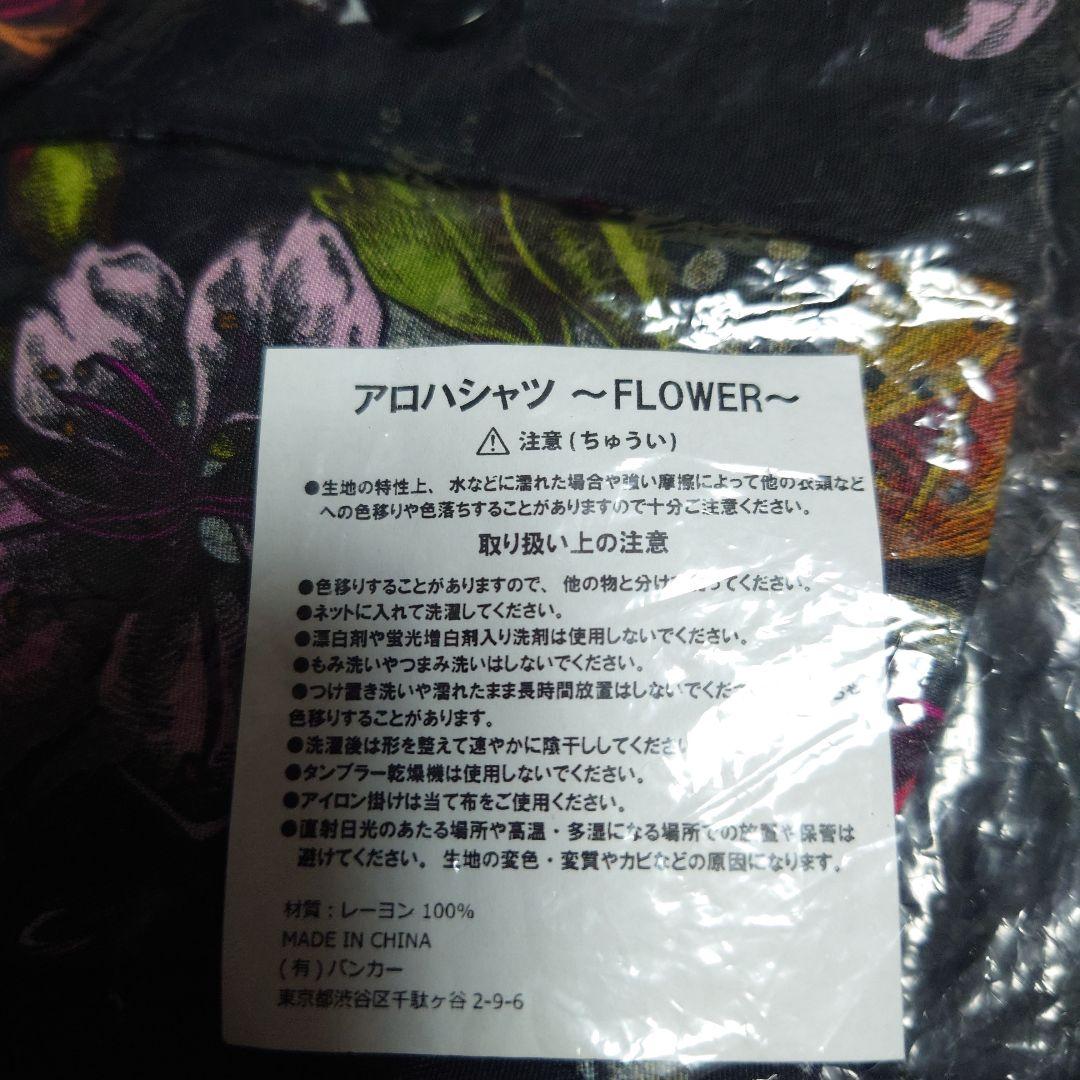 アロハシャツ ～FLOWER～
注意(ちゅうい)
●生地の特性上、水などに濡れた場合や強い摩擦によって他の衣類など
への色移りや色落ちすることがありますので十分ご注意ください。
取り扱い上の注意
●色移りすることがありますので、他の物と分けて洗ってください。
●ネットに入れて洗濯してください。
●漂白剤や蛍光増白剤入り洗剤は使用しないでください。
●もみ洗いやつまみ洗いはしないでください。
●つけ置き洗いや濡れたまま長時間放置はしないでくだ
色移りすることがあります。
●洗濯後は形を整えて速やかに陰干ししてください
●タンブラー乾燥機は使用しないでください。
●アイロン掛けは当て布をご使用ください。
●直射日光のあたる場所や高温・多湿になる場所での放置や保管は
避けてください。生地の変色・変質やカビなどの原因になります。
材質：レーヨン 100%
MADE IN CHINA
(有)バンカー
東京都渋谷区千駄ヶ谷 2-9-6